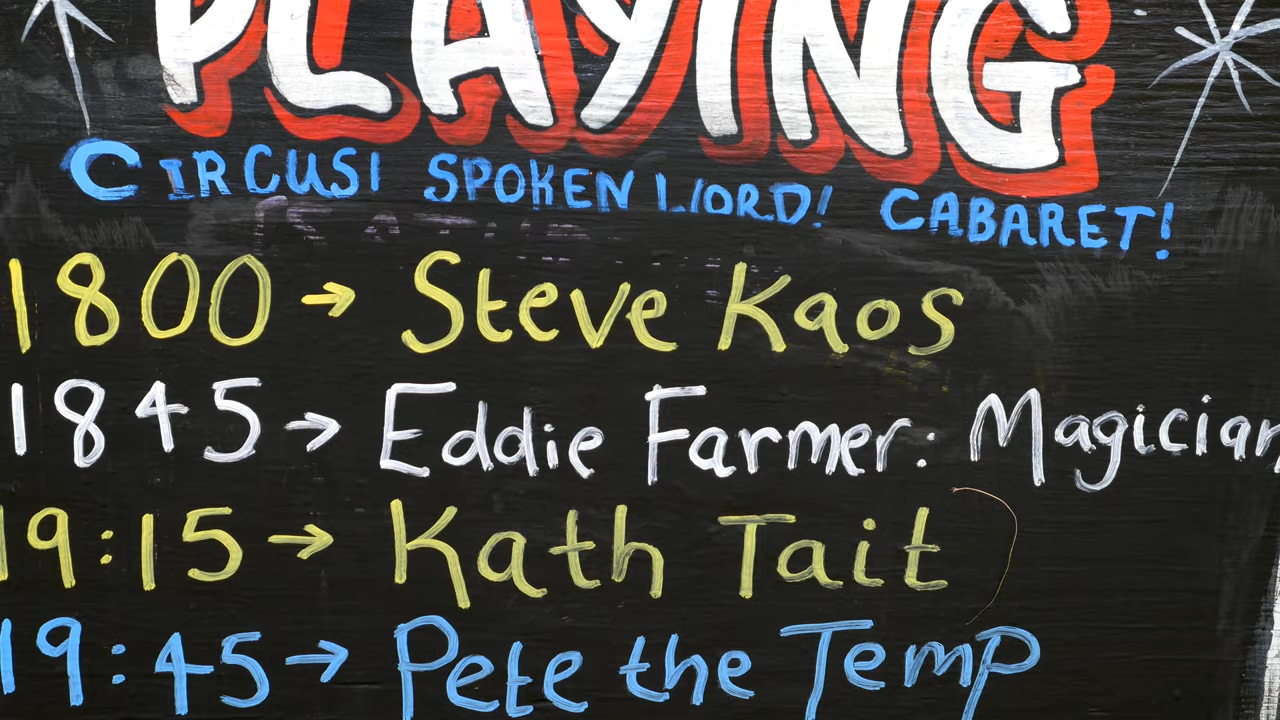 PLAYING
CIRCUS! SPOKEN WORD! CABARET!
1800 → Steve Kaos
1845 → Eddie Farmer: Magician
19:15 → Kath Tait
19:45 → Pete the Temp